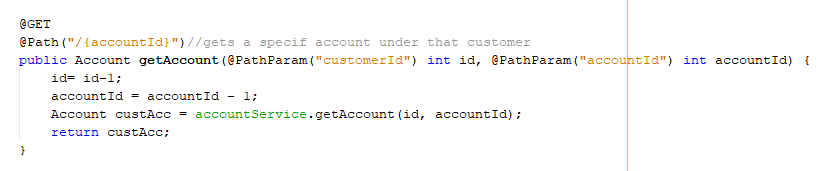 @GET
@Path("/{accountId}")//gets a specif account under that customer
public Account getAccount(@PathParam("customerId") int id, @PathParam("accountId") int accountId) {
id= id-1;
accountId = accountId - 1;
Account custAcc = accountService.getAccount(id, accountId);
return custAcc;
}